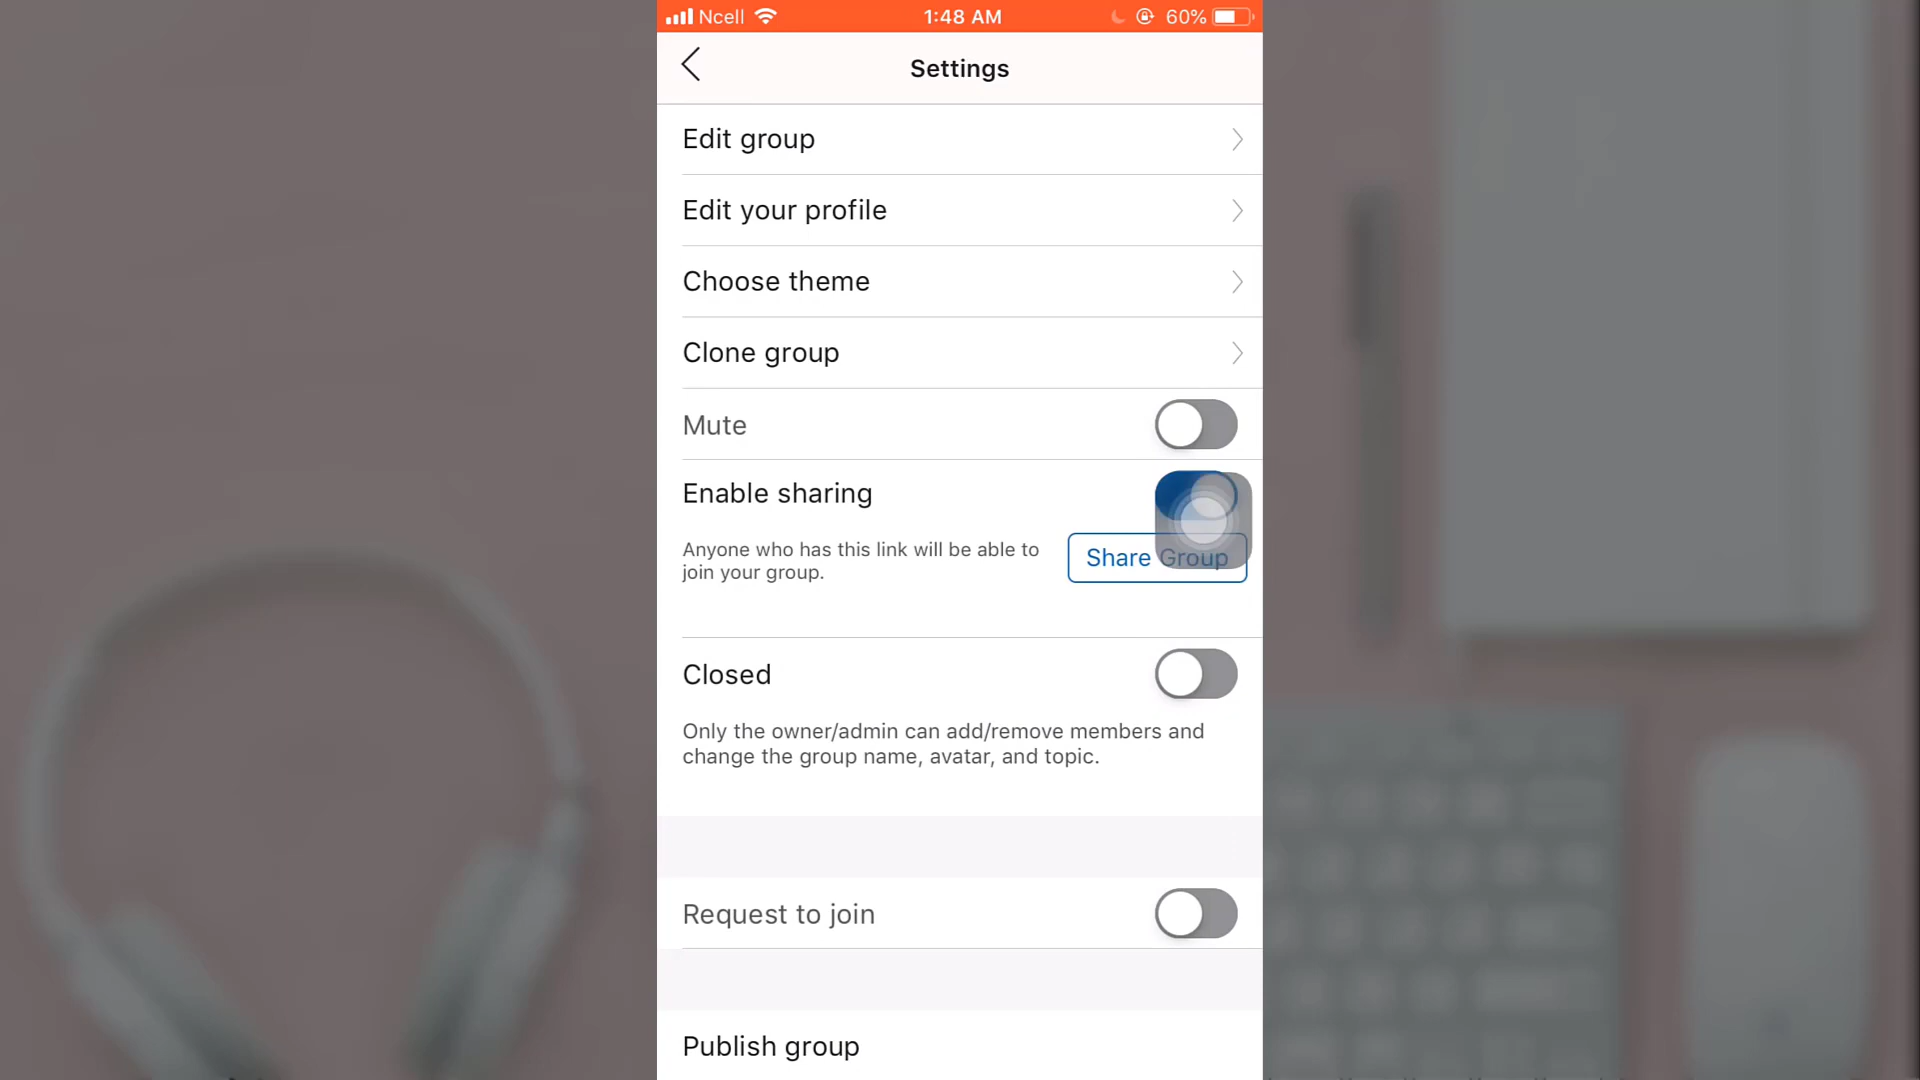 Ncell 1:48 AM 60%
Settings
Edit group
Edit your profile
Choose theme
Clone group
Mute
Enable sharing
Anyone who has this link will be able to
join your group.
Share Group
Closed
Only the owner/admin can add/remove members and
change the group name, avatar, and topic.
Request to join
Publish group